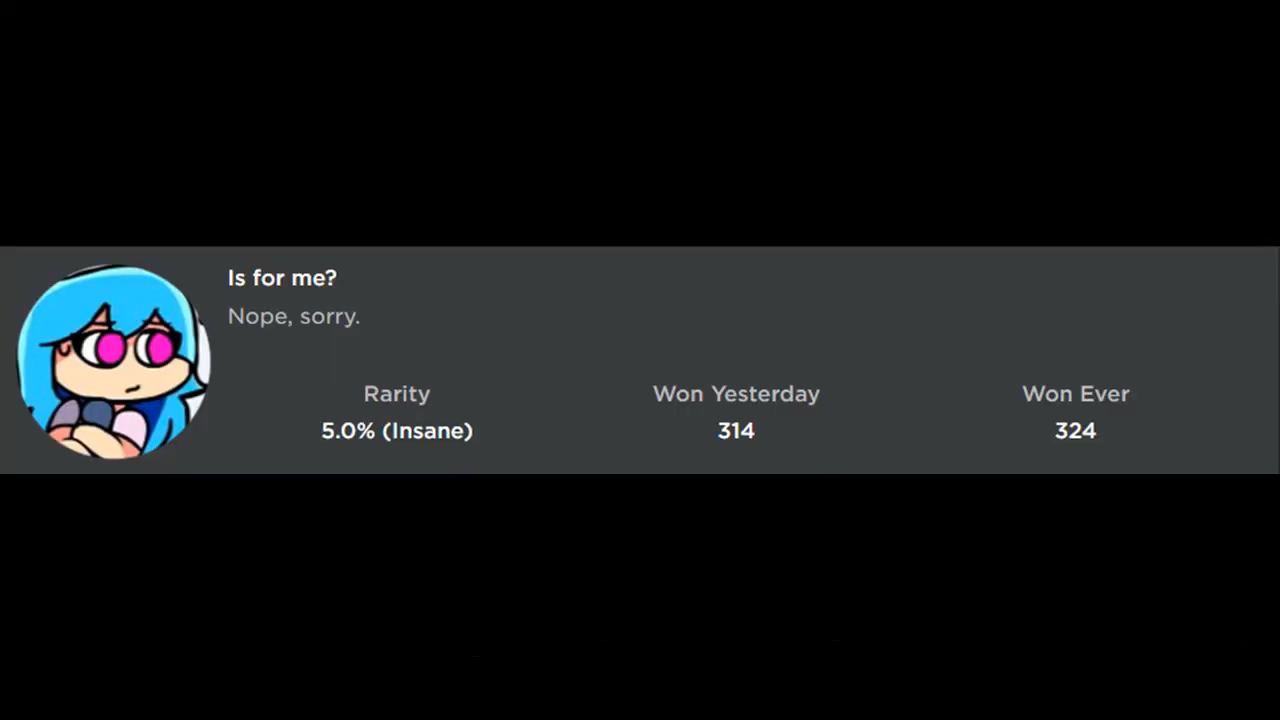 Is for me?
Nope, sorry.
Rarity Won Yesterday Won Ever
5.0% (Insane) 314 324